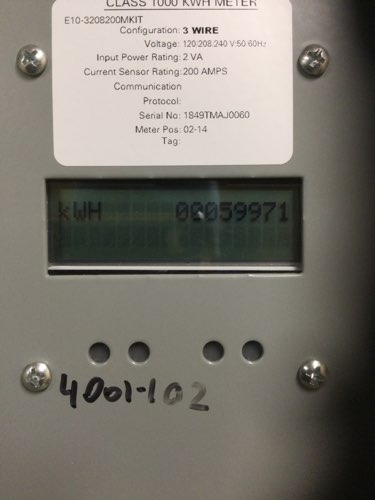 CLASS 1000 KWH METER
E10-3208200MKIT
Configuration: 3 WIRE
Voltage: 120/208/240 V:50/60Hz
Input Power Rating: 2 VA
Current Sensor Rating: 200 AMPS
Communication
Protocol:
Serial No: 1849TMAJ0060
Meter Pos: 02-14
Tag:
kWH 00059971
4001-102